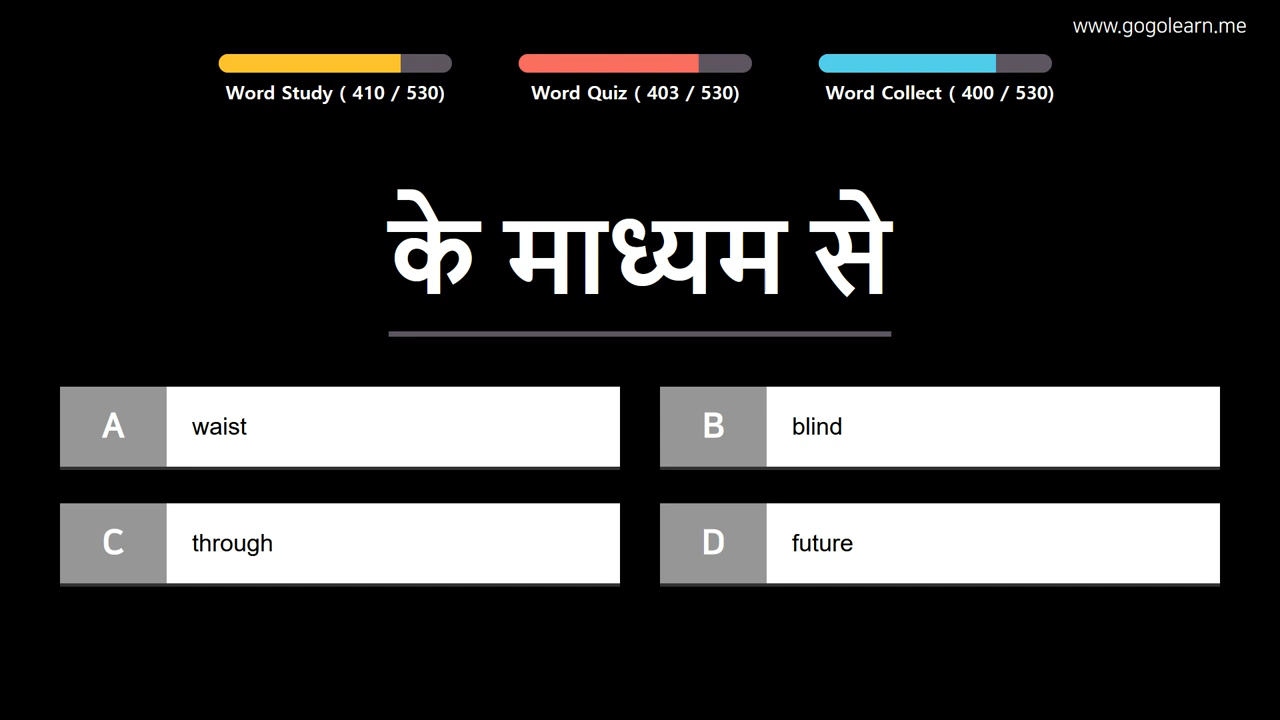 www.gogolearn.me
Word Study ( 410 / 530)
Word Quiz ( 403 / 530)
Word Collect ( 400 / 530)
के माध्यम से
A waist
B blind
C through
D future